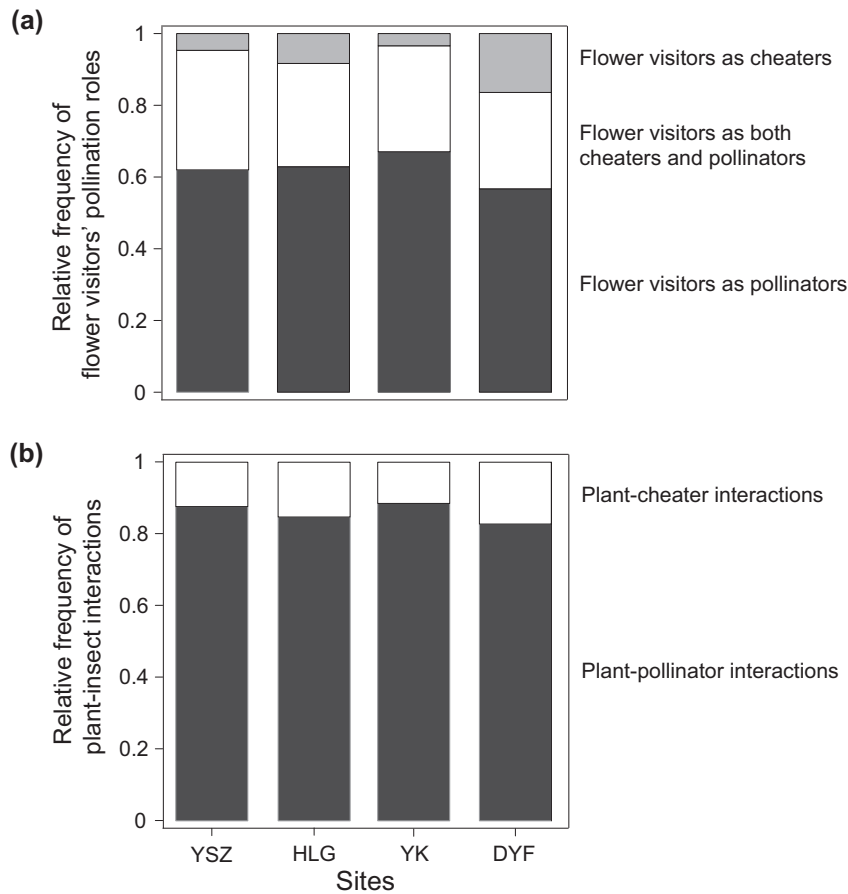 (a)
Relative frequency of
flower visitors’ pollination roles
1
0.8
0.6
0.4
0.2
0
Flower visitors as cheaters
Flower visitors as both
cheaters and pollinators
Flower visitors as pollinators
(b)
Relative frequency of
plant-insect interactions
1
0.8
0.6
0.4
0.2
0
Plant-cheater interactions
Plant-pollinator interactions
YSZ HLG YK DYF
Sites